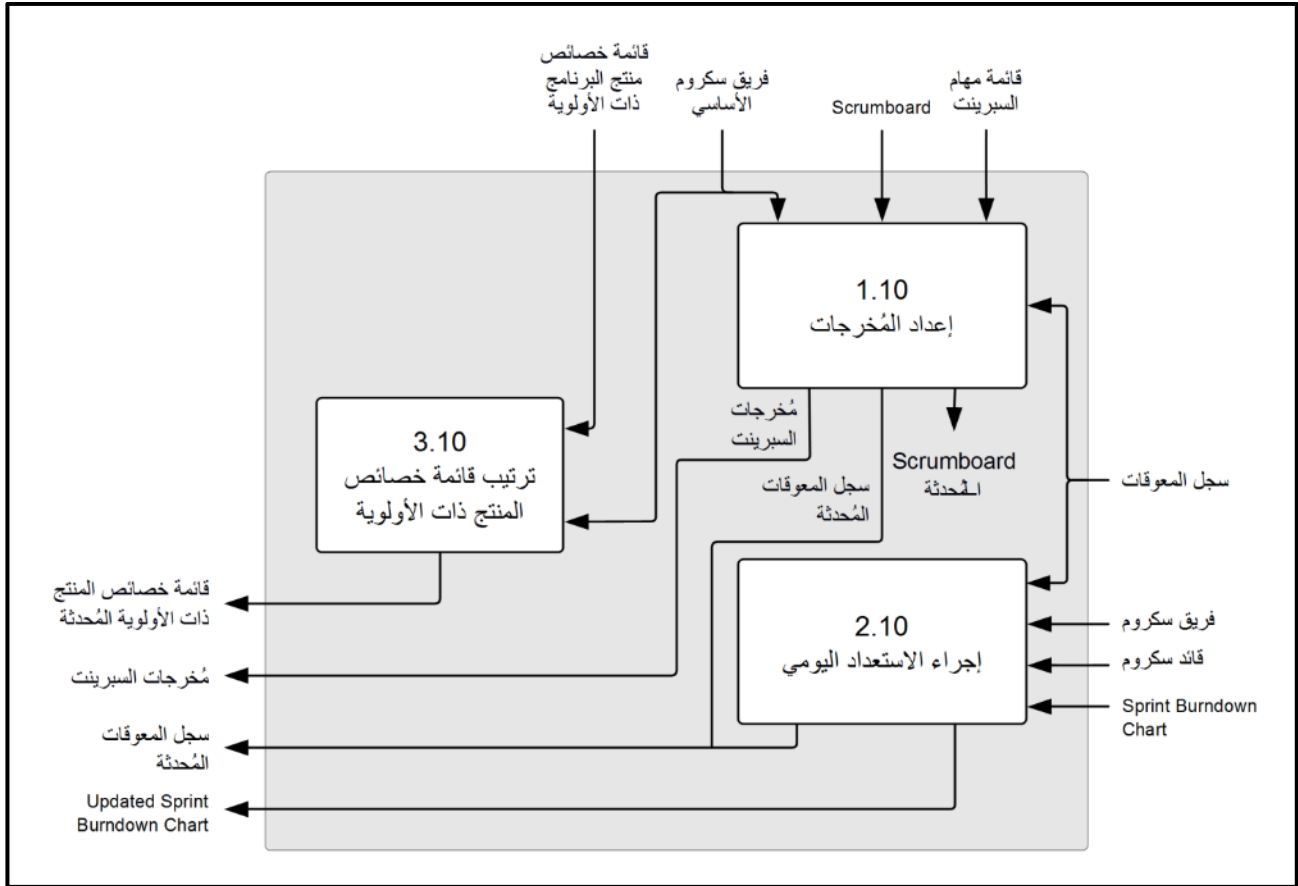 قائمة خصائص
منتج البرنامج
ذات الأولوية
فريق سكروم
الأساسي
Scrumboard
قائمة مهام
السبرينت
1.10
إعداد المُخرجات
مُخرجات
السبرينت
سجل المعوقات
المُحدثة
Scrumboard
المُحدثة
3.10
ترتيب قائمة خصائص
المنتج ذات الأولوية
سجل المعوقات
2.10
إجراء الاستعداد اليومي
فريق سكروم
قائد سكروم
Sprint Burndown
Chart
قائمة خصائص المنتج
ذات الأولوية المُحدثة
مُخرجات السبرينت
سجل المعوقات
المُحدثة
Updated Sprint
Burndown Chart